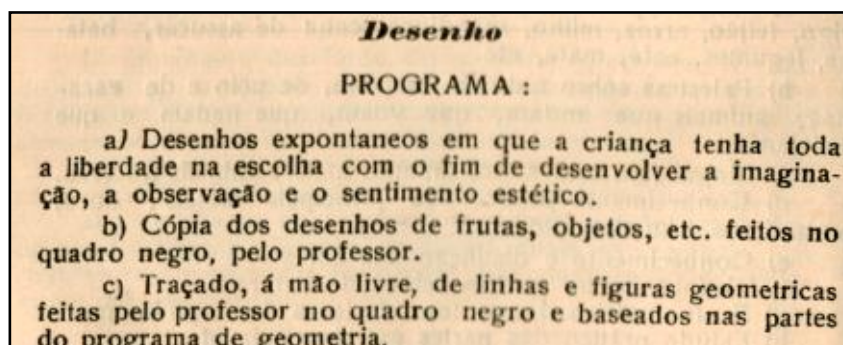 Desenho
PROGRAMA :
a) Desenhos expontaneos em que a criança tenha toda
a liberdade na escolha com o fim de desenvolver a imagina-
ção, a observação e o sentimento estético.
b) Cópia dos desenhos de frutas, objetos, etc. feitos no
quadro negro, pelo professor.
c) Traçado, á mão livre, de linhas e figuras geometricas
feitas pelo professor no quadro negro e baseados nas partes
do programa de geometria.